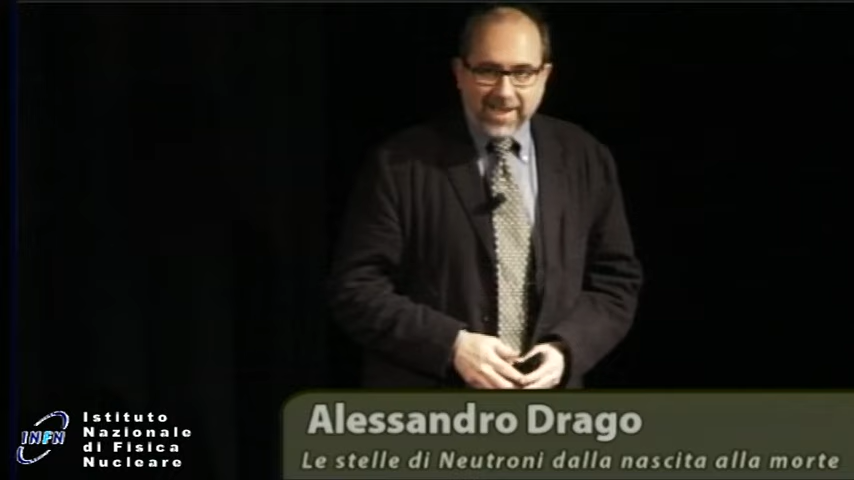 Alessandro Drago
Le stelle di Neutroni dalla nascita alla morte
INFN
Istituto
Nazionale
di Fisica
Nucleare